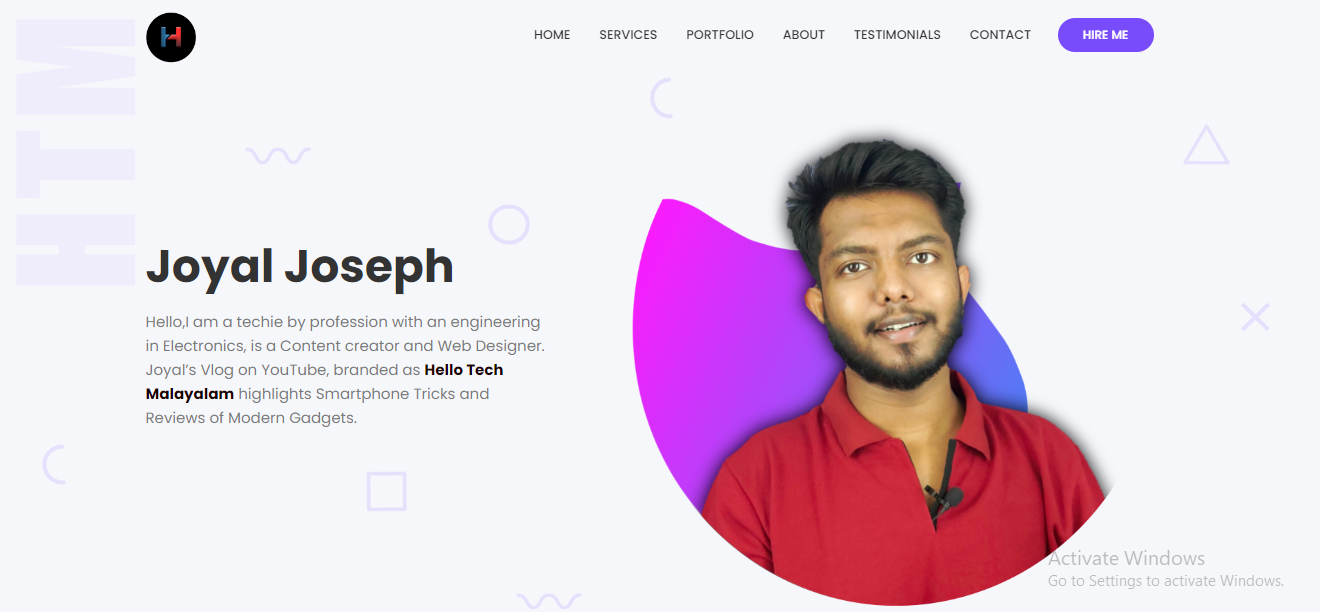 HTM
H
HOME SERVICES PORTFOLIO ABOUT TESTIMONIALS CONTACT HIRE ME
Joyal Joseph
Hello,I am a techie by profession with an engineering
in Electronics, is a Content creator and Web Designer.
Joyal's Vlog on YouTube, branded as Hello Tech
Malayalam highlights Smartphone Tricks and
Reviews of Modern Gadgets.
Activate Windows
Go to Settings to activate Windows.